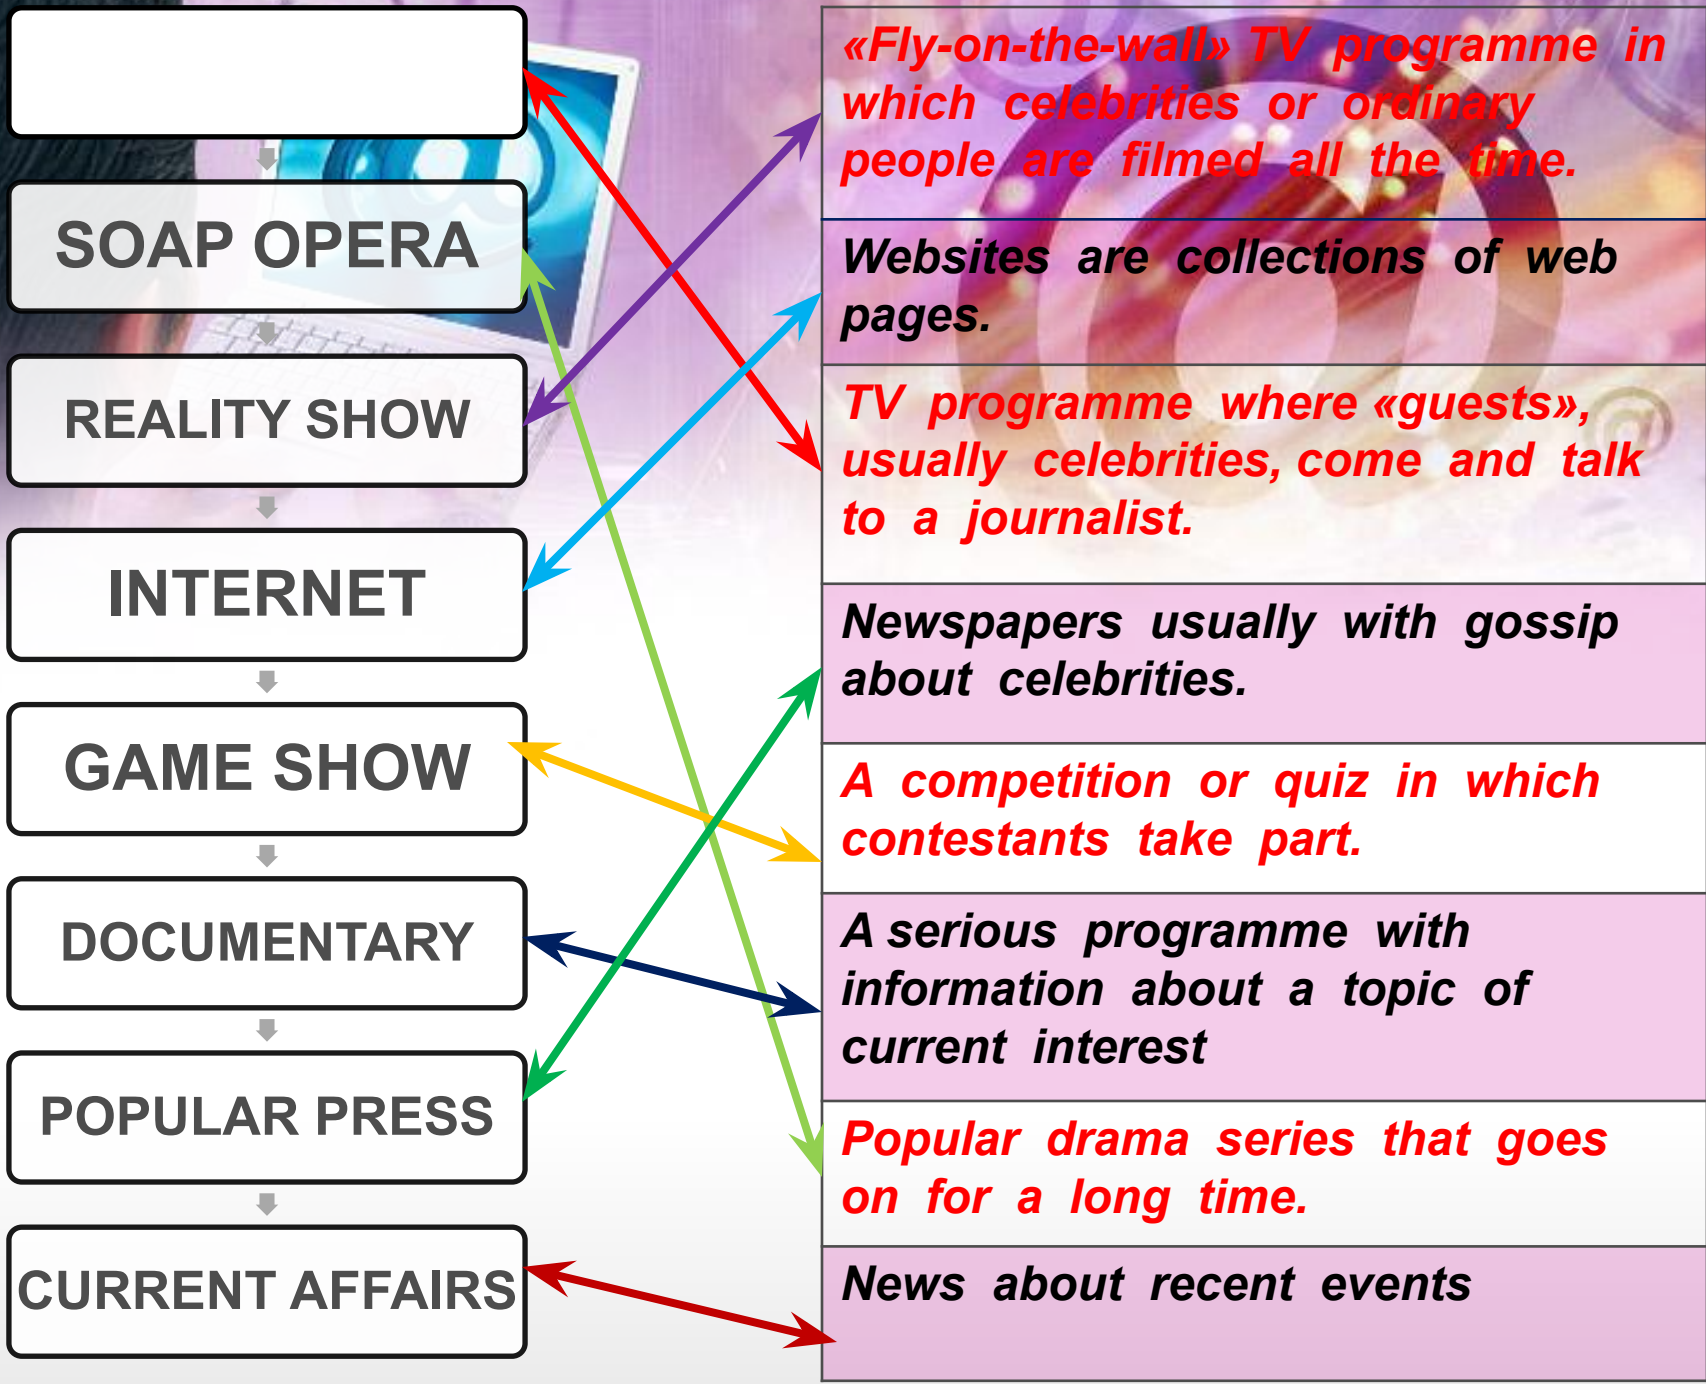 SOAP OPERA
REALITY SHOW
INTERNET
GAME SHOW
DOCUMENTARY
POPULAR PRESS
CURRENT AFFAIRS
«Fly-on-the-wall» TV programme in
which celebrities or ordinary
people are filmed all the time.
Websites are collections of web
pages.
TV programme where «guests»,
usually celebrities, come and talk
to a journalist.
Newspapers usually with gossip
about celebrities.
A competition or quiz in which
contestants take part.
A serious programme with
information about a topic of
current interest
Popular drama series that goes
on for a long time.
News about recent events